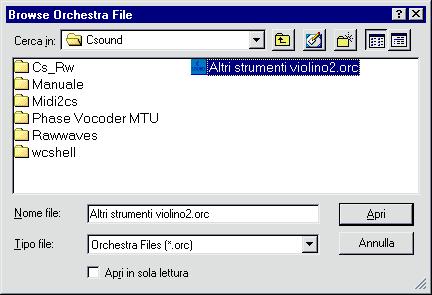 Browse Orchestra File
Cerca in: Csound
Cs_Rw
Manuale
Midi2cs
Phase Vocoder MTU
Rawwaves
wcshell
Altri strumenti violino2.orc
Nome file: Altri strumenti violino2.orc Apri
Tipo file: Orchestra Files (*.orc) Annulla
Apri in sola lettura